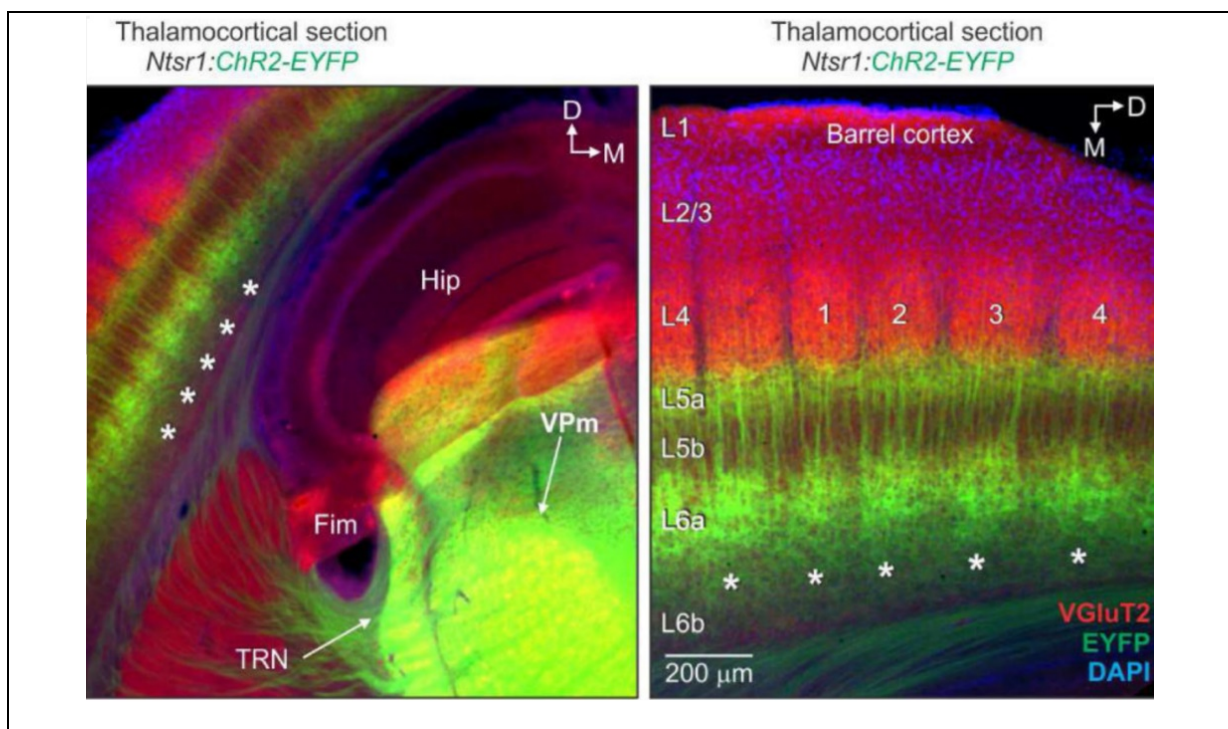 Thalamocortical section
Ntsr1:ChR2-EYFP
D
M
Hip
VPm
*
*
*
*
*
Fim
TRN
Thalamocortical section
Ntsr1:ChR2-EYFP
L1
Barrel cortex
D
M
L2/3
L4
1 2 3 4
L5a
L5b
L6a
* * * * *
L6b
VGluT2
EYFP
DAPI
200 μm